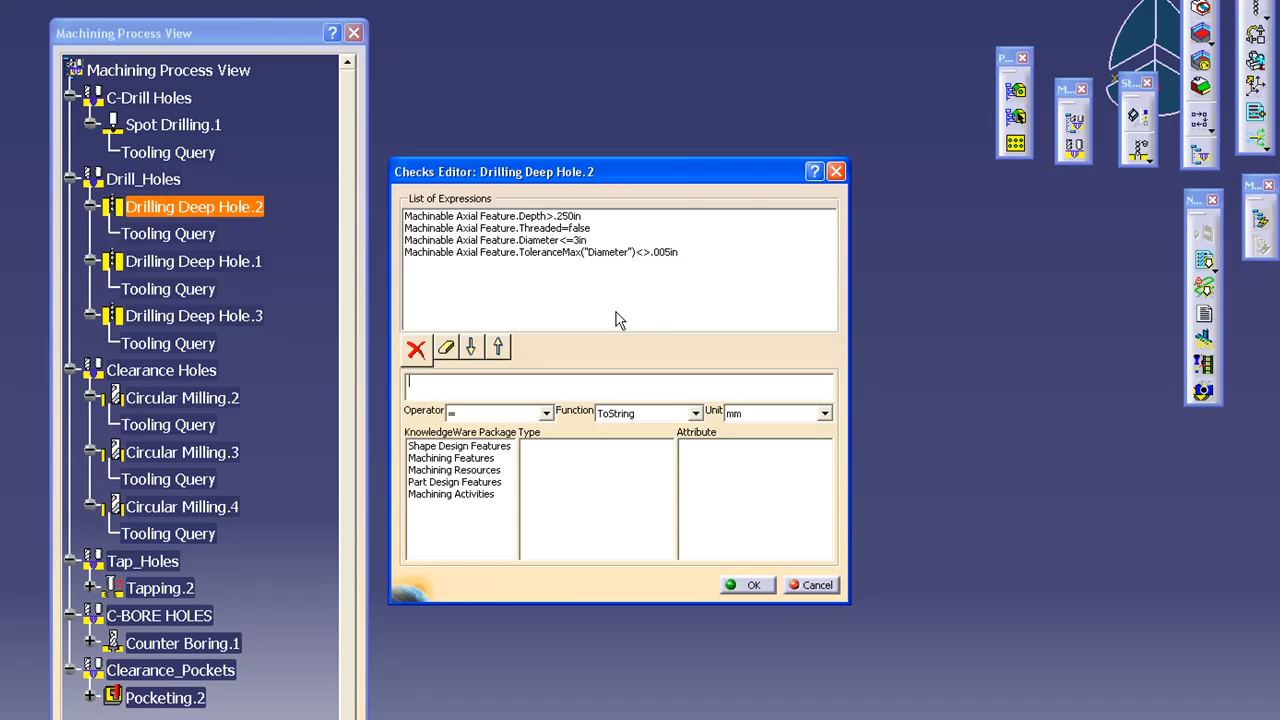 Machining Process View
Machining Process View
C-Drill Holes
Spot Drilling.1
Tooling Query
Drill_Holes
Drilling Deep Hole.2
Tooling Query
Drilling Deep Hole.1
Tooling Query
Drilling Deep Hole.3
Tooling Query
Clearance Holes
Circular Milling.2
Tooling Query
Circular Milling.3
Tooling Query
Circular Milling.4
Tooling Query
Tap_Holes
Tapping.2
C-BORE HOLES
Counter Boring.1
Clearance_Pockets
Pocketing.2
Checks Editor: Drilling Deep Hole.2
List of Expressions
Machinable Axial Feature.Depth>.250in
Machinable Axial Feature.Threaded=false
Machinable Axial Feature.Diameter<=3in
Machinable Axial Feature.ToleranceMax("Diameter")<>.005in
Operator = Function ToString Unit mm
KnowledgeWare Package Type Attribute
Shape Design Features
Machining Features
Machining Resources
Part Design Features
Machining Activities
OK Cancel
P...
M...
St...
N...
M...